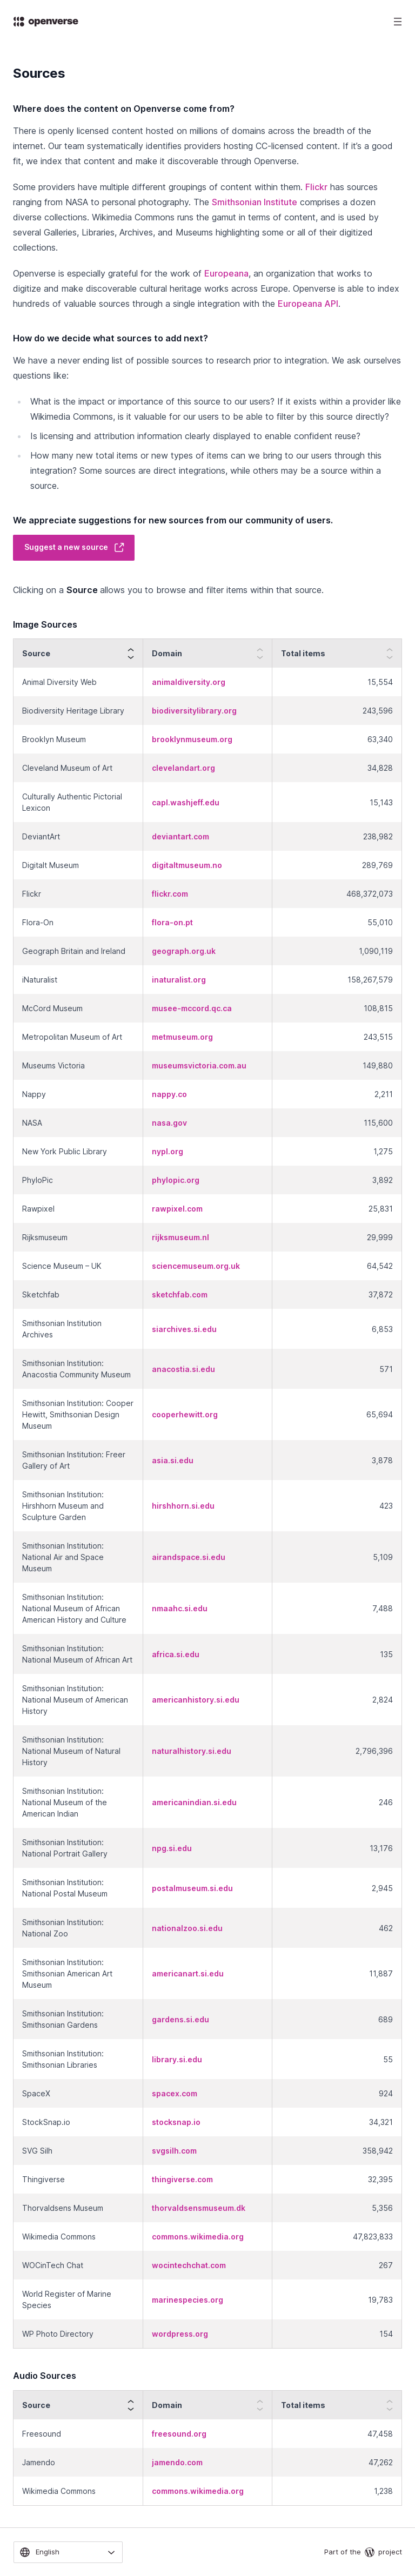 openverse
Sources
Where does the content on Openverse come from?
There is openly licensed content hosted on millions of domains across the breadth of the
internet. Our team systematically identifies providers hosting CC-licensed content. If it’s a good
fit, we index that content and make it discoverable through Openverse.
Some providers have multiple different groupings of content within them. Flickr has sources
ranging from NASA to personal photography. The Smithsonian Institute comprises a dozen
diverse collections. Wikimedia Commons runs the gamut in terms of content, and is used by
several Galleries, Libraries, Archives, and Museums highlighting some or all of their digitized
collections.
Openverse is especially grateful for the work of Europeana, an organization that works to
digitize and make discoverable cultural heritage works across Europe. Openverse is able to index
hundreds of valuable sources through a single integration with the Europeana API.
How do we decide what sources to add next?
We have a never ending list of possible sources to research prior to integration. We ask ourselves
questions like:
What is the impact or importance of this source to our users? If it exists within a provider like
Wikimedia Commons, is it valuable for our users to be able to filter by this source directly?
Is licensing and attribution information clearly displayed to enable confident reuse?
How many new total items or new types of items can we bring to our users through this
integration? Some sources are direct integrations, while others may be a source within a
source.
We appreciate suggestions for new sources from our community of users.
Suggest a new source
Clicking on a Source allows you to browse and filter items within that source.
Image Sources
Source Domain Total items
Animal Diversity Web animaldiversity.org 15,554
Biodiversity Heritage Library biodiversitylibrary.org 243,596
Brooklyn Museum brooklynmuseum.org 63,340
Cleveland Museum of Art clevelandart.org 34,828
Culturally Authentic Pictorial
Lexicon
capl.washjeff.edu 15,143
DeviantArt deviantart.com 238,982
Digitalt Museum digitaltmuseum.no 289,769
Flickr flickr.com 468,372,073
Flora-On flora-on.pt 55,010
Geograph Britain and Ireland geograph.org.uk 1,090,119
iNaturalist inaturalist.org 158,267,579
McCord Museum musee-mccord.qc.ca 108,815
Metropolitan Museum of Art metmuseum.org 243,515
Museums Victoria museumsvictoria.com.au 149,880
Nappy nappy.co 2,211
NASA nasa.gov 115,600
New York Public Library nypl.org 1,275
PhyloPic phylopic.org 3,892
Rawpixel rawpixel.com 25,831
Rijksmuseum rijksmuseum.nl 29,999
Science Museum – UK sciencemuseum.org.uk 64,542
Sketchfab sketchfab.com 37,872
Smithsonian Institution
Archives
siarchives.si.edu 6,853
Smithsonian Institution:
Anacostia Community Museum
anacostia.si.edu 571
Smithsonian Institution: Cooper
Hewitt, Smithsonian Design
Museum
cooperhewitt.org 65,694
Smithsonian Institution: Freer
Gallery of Art
asia.si.edu 3,878
Smithsonian Institution:
Hirshhorn Museum and
Sculpture Garden
hirshhorn.si.edu 423
Smithsonian Institution:
National Air and Space
Museum
airandspace.si.edu 5,109
Smithsonian Institution:
National Museum of African
American History and Culture
nmaahc.si.edu 7,488
Smithsonian Institution:
National Museum of African Art
africa.si.edu 135
Smithsonian Institution:
National Museum of American
History
americanhistory.si.edu 2,824
Smithsonian Institution:
National Museum of Natural
History
naturalhistory.si.edu 2,796,396
Smithsonian Institution:
National Museum of the
American Indian
americanindian.si.edu 246
Smithsonian Institution:
National Portrait Gallery
npg.si.edu 13,176
Smithsonian Institution:
National Postal Museum
postalmuseum.si.edu 2,945
Smithsonian Institution:
National Zoo
nationalzoo.si.edu 462
Smithsonian Institution:
Smithsonian American Art
Museum
americanart.si.edu 11,887
Smithsonian Institution:
Smithsonian Gardens
gardens.si.edu 689
Smithsonian Institution:
Smithsonian Libraries
library.si.edu 55
SpaceX spacex.com 924
StockSnap.io stocksnap.io 34,321
SVG Silh svgsilh.com 358,942
Thingiverse thingiverse.com 32,395
Thorvaldsens Museum thorvaldsensmuseum.dk 5,356
Wikimedia Commons commons.wikimedia.org 47,823,833
WOCinTech Chat wocintechchat.com 267
World Register of Marine
Species
marinespecies.org 19,783
WP Photo Directory wordpress.org 154
Audio Sources
Source Domain Total items
Freesound freesound.org 47,458
Jamendo jamendo.com 47,262
Wikimedia Commons commons.wikimedia.org 1,238
English
Part of the project